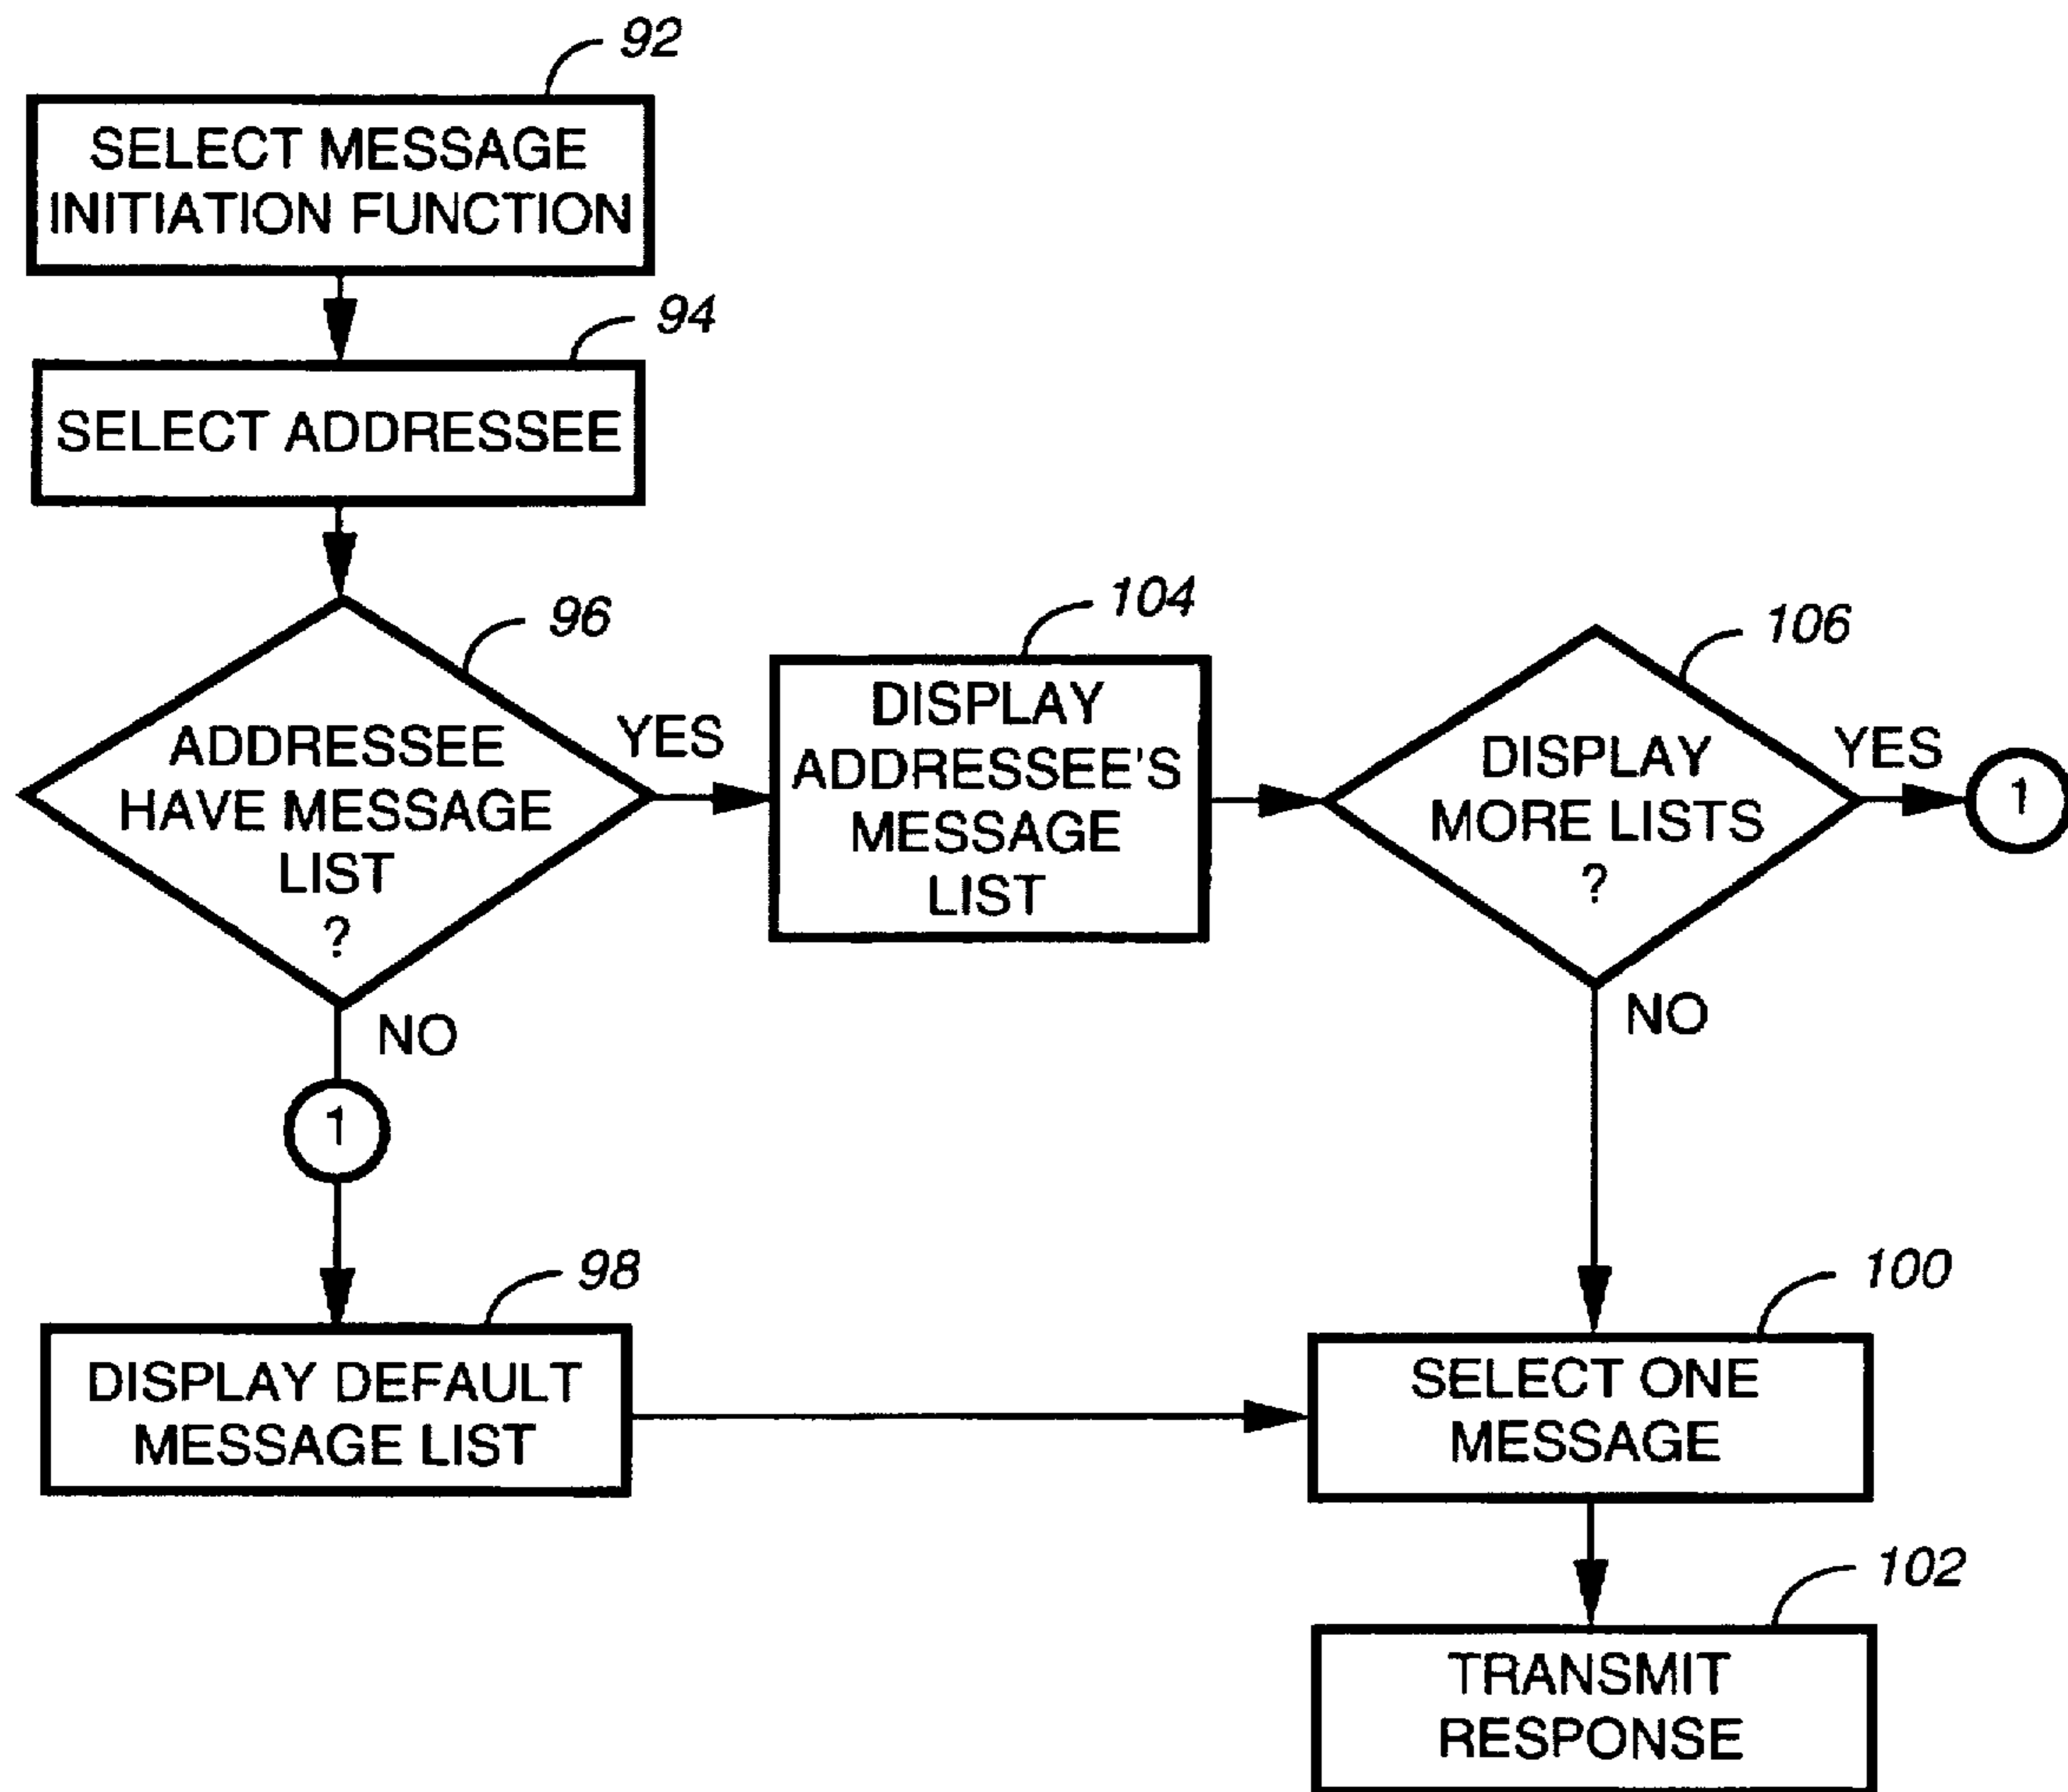 92
SELECT MESSAGE
INITIATION FUNCTION
94
SELECT ADDRESSEE
96
ADDRESSEE
HAVE MESSAGE
LIST
?
YES
NO
1
104
DISPLAY
ADDRESSEE'S
MESSAGE
LIST
106
DISPLAY
MORE LISTS
?
YES
1
NO
98
DISPLAY DEFAULT
MESSAGE LIST
100
SELECT ONE
MESSAGE
102
TRANSMIT
RESPONSE